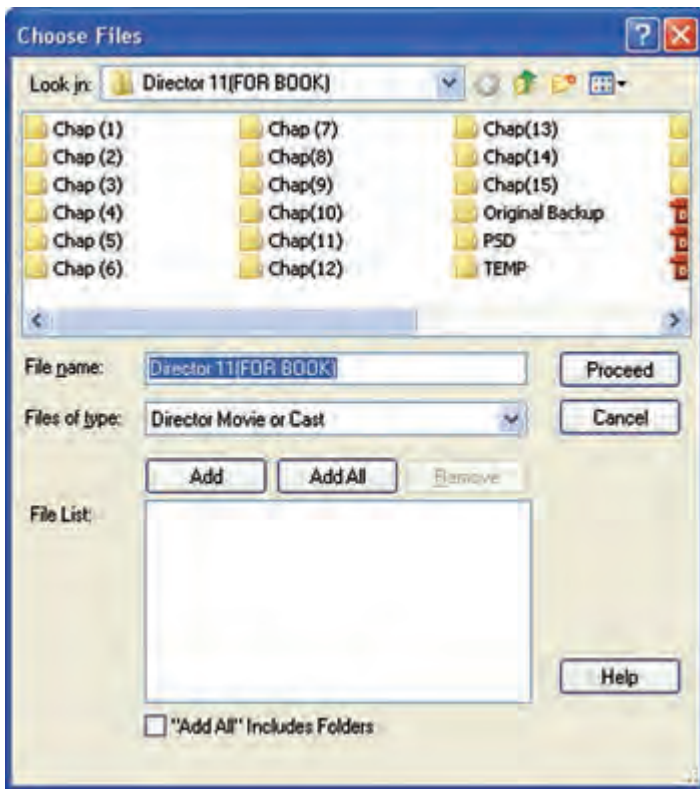 Choose Files
Look in: Director 11(FOR BOOK)
Chap (1) Chap (7) Chap(13)
Chap (2) Chap(8) Chap(14)
Chap (3) Chap(9) Chap(15)
Chap (4) Chap(10) Original Backup
Chap (5) Chap(11) PSD
Chap (6) Chap(12) TEMP
File name: Director 11(FOR BOOK) Proceed
Files of type: Director Movie or Cast Cancel
Add Add All Remove
File List:
Help
"Add All" Includes Folders